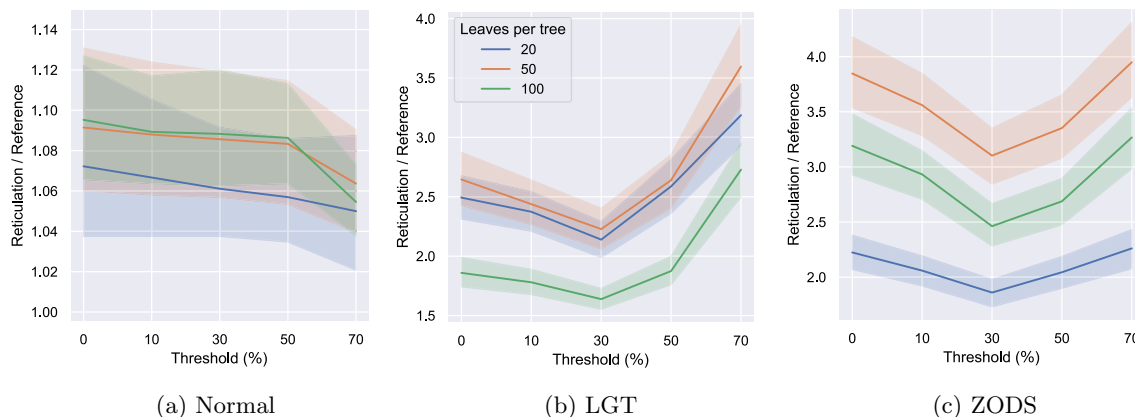 1.14
1.12
1.10
1.08
1.06
1.04
1.02
1.00
Reticulation / Reference
0 10 30 50 70
Threshold (%)
(a) Normal
4.0
3.5
3.0
2.5
2.0
1.5
Reticulation / Reference
Leaves per tree
20
50
100
0 10 30 50 70
Threshold (%)
(b) LGT
4.0
3.5
3.0
2.5
2.0
Reticulation / Reference
0 10 30 50 70
Threshold (%)
(c) ZODS